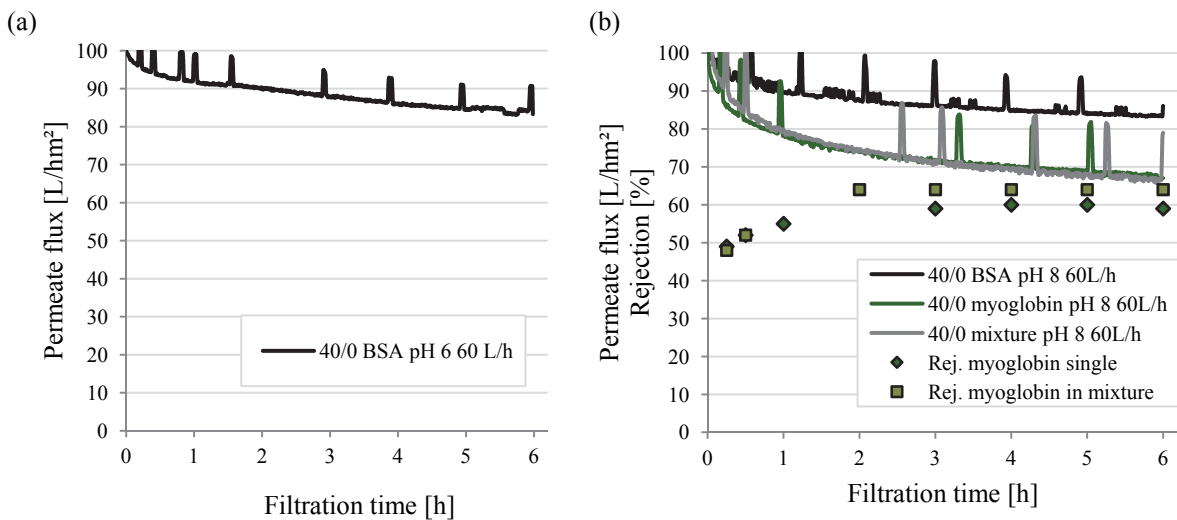 (a)
100
90
80
70
60
50
40
30
20
10
0
0 1 2 3 4 5 6
Permeate flux [L/hm²]
Filtration time [h]
40/0 BSA pH 6 60 L/h
(b)
100
90
80
70
60
50
40
30
20
10
0
0 1 2 3 4 5 6
Permeate flux [L/hm²]
Rejection [%]
Filtration time [h]
40/0 BSA pH 8 60L/h
40/0 myoglobin pH 8 60L/h
40/0 mixture pH 8 60L/h
Rej. myoglobin single
Rej. myoglobin in mixture